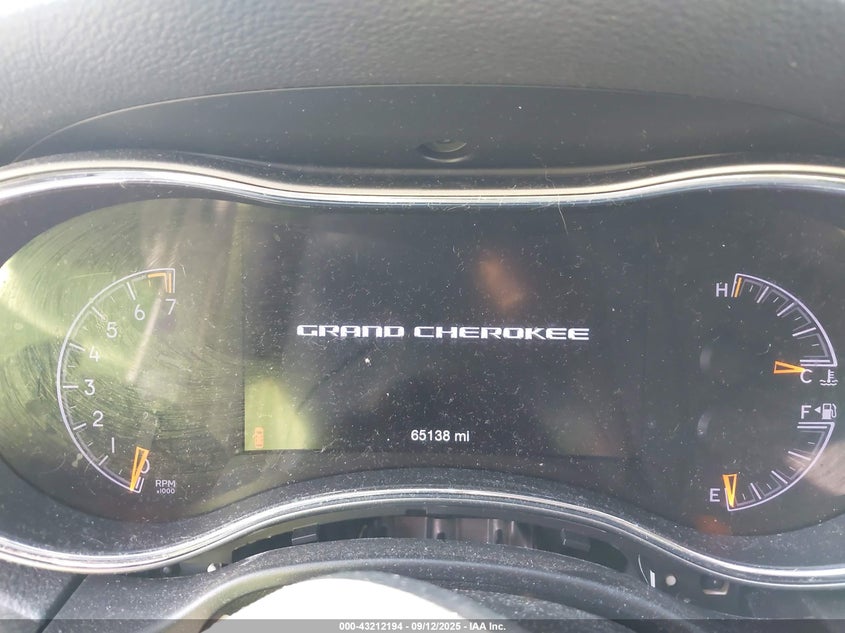 7
6
5
4
3
2
1
0
RPM
x1000
GRAND CHEROKEE
65138 mi
H
C
F
E
000-43212194 - 09/12/2025 - IAA Inc.